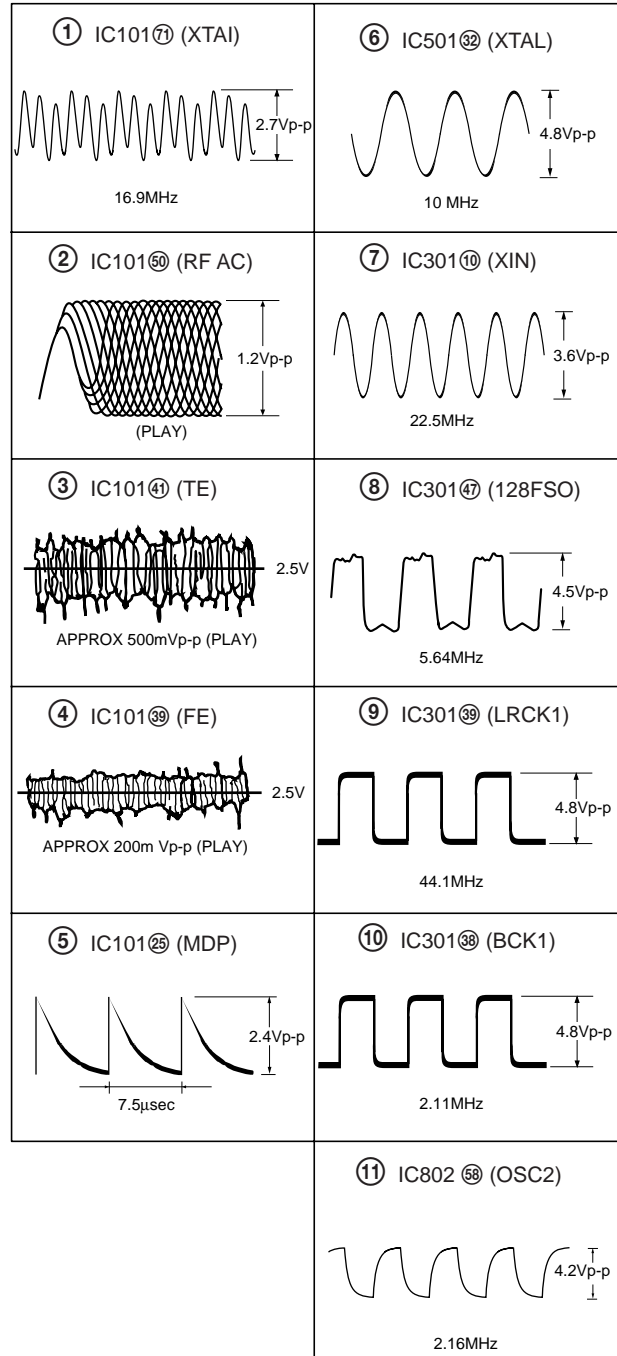 ① IC101㉛ (XTAI)
2.7Vp-p
16.9MHz
② IC101㊿ (RF AC)
1.2Vp-p
(PLAY)
③ IC101㊶ (TE)
2.5V
APPROX 500mVp-p (PLAY)
④ IC101㊴ (FE)
2.5V
APPROX 200m Vp-p (PLAY)
⑤ IC101㉕ (MDP)
2.4Vp-p
7.5µsec
⑥ IC501㉜ (XTAL)
4.8Vp-p
10 MHz
⑦ IC301⑩ (XIN)
3.6Vp-p
22.5MHz
⑧ IC301㊼ (128FSO)
4.5Vp-p
5.64MHz
⑨ IC301㊴ (LRCK1)
4.8Vp-p
44.1MHz
⑩ IC301㊳ (BCK1)
4.8Vp-p
2.11MHz
⑪ IC802 58 (OSC2)
4.2Vp-p
2.16MHz